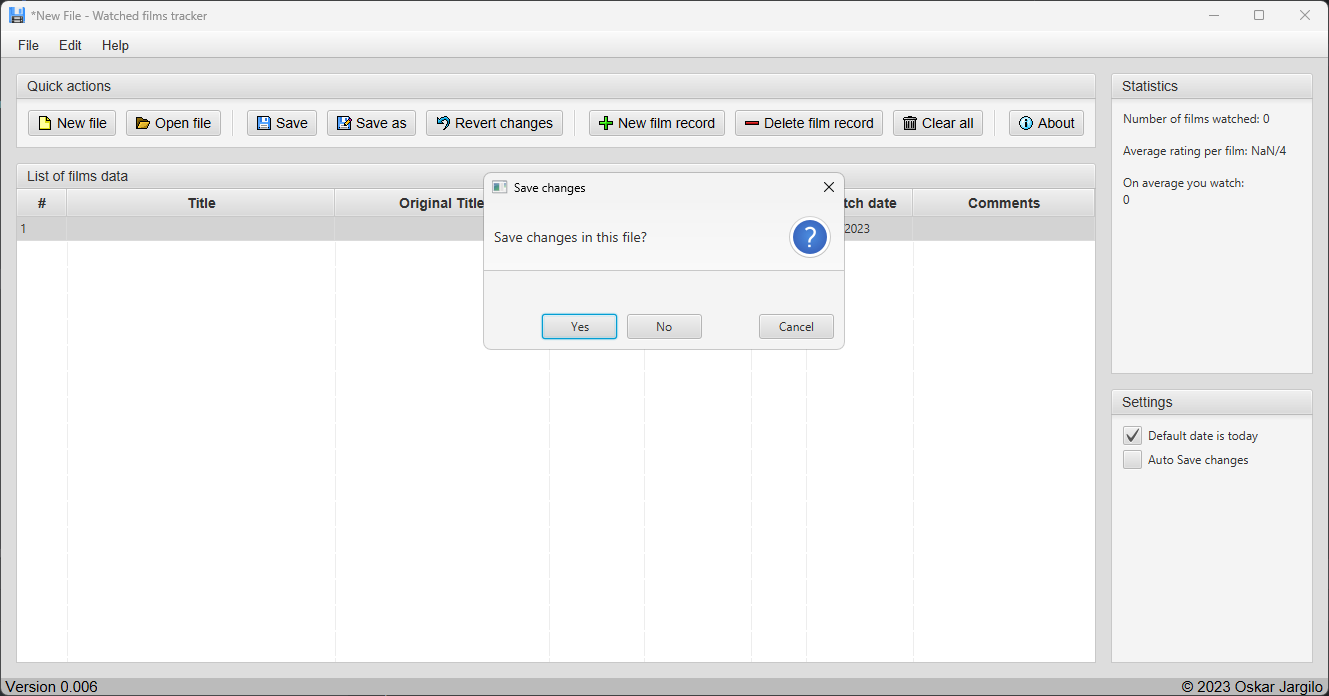 *New File - Watched films tracker
File Edit Help
Quick actions
New file Open file Save Save as Revert changes New film record Delete film record Clear all About
List of films data
# Title Original Title tch date Comments
1 2023
Save changes
Save changes in this file?
?
Yes No Cancel
Statistics
Number of films watched: 0
Average rating per film: NaN/4
On average you watch:
0
Settings
Default date is today
Auto Save changes
Version 0.006 © 2023 Oskar Jargilo